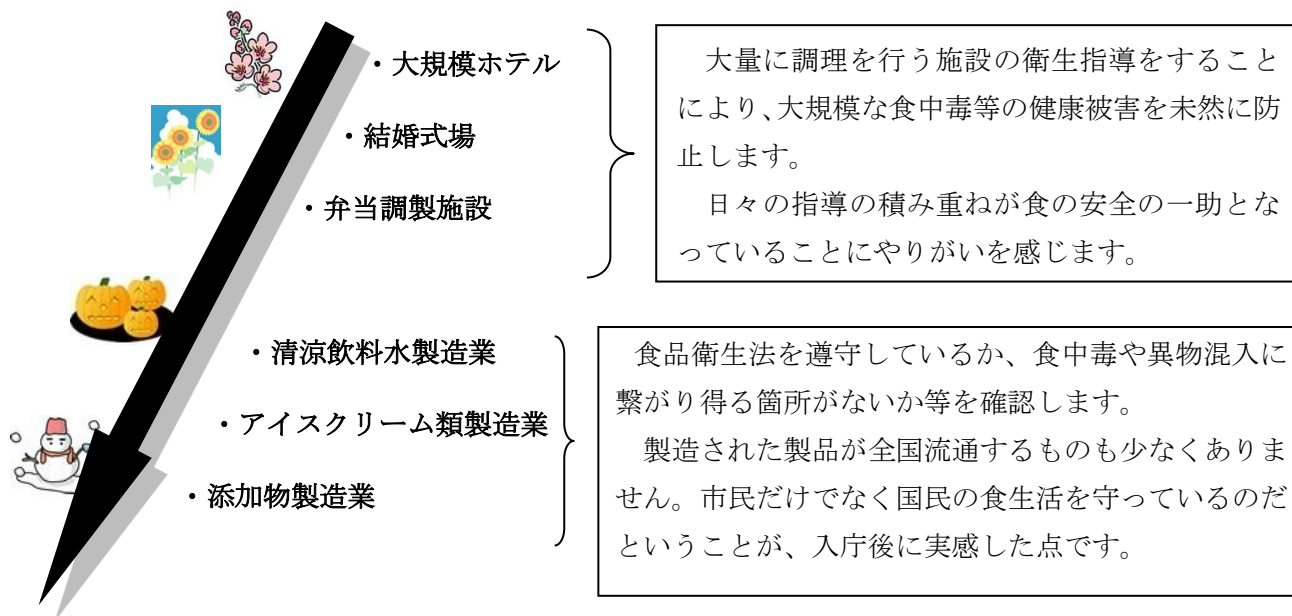 ・大規模ホテル
・結婚式場
・弁当調製施設
大量に調理を行う施設の衛生指導をすること
により、大規模な食中毒等の健康被害を未然に防
止します。
日々の指導の積み重ねが食の安全の一助とな
っていることにやりがいを感じます。
・清涼飲料水製造業
・アイスクリーム類製造業
・添加物製造業
食品衛生法を遵守しているか、食中毒や異物混入に
繋がり得る箇所がないか等を確認します。
製造された製品が全国流通するものも少なくありま
せん。市民だけでなく国民の食生活を守っているのだ
ということが、入庁後に実感した点です。